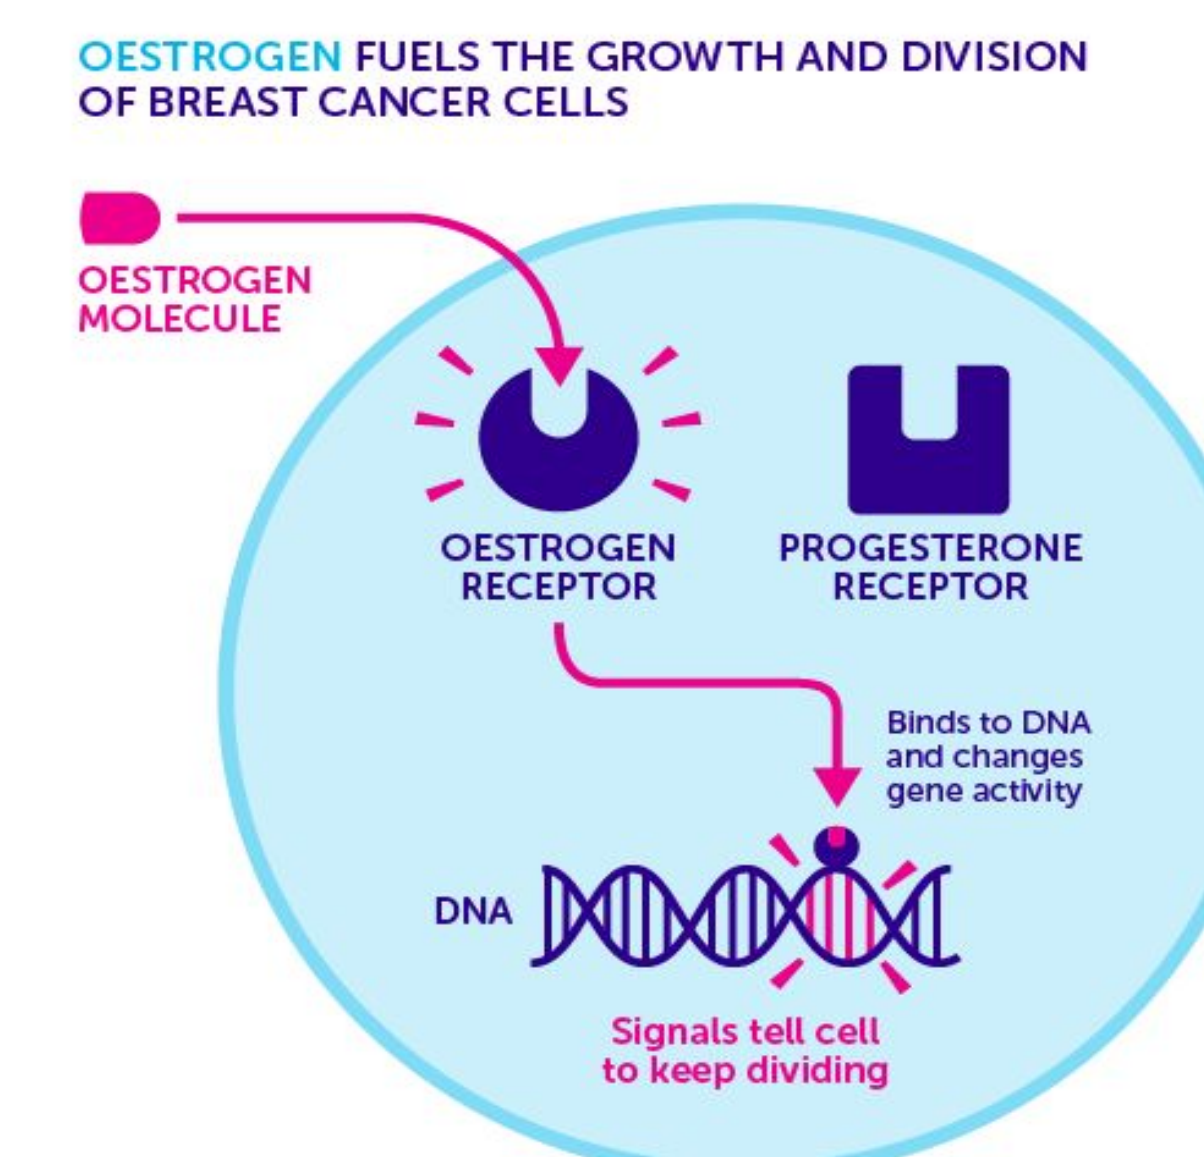 OESTROGEN FUELS THE GROWTH AND DIVISION
OF BREAST CANCER CELLS
OESTROGEN
MOLECULE
OESTROGEN
RECEPTOR
PROGESTERONE
RECEPTOR
Binds to DNA
and changes
gene activity
DNA
Signals tell cell
to keep dividing